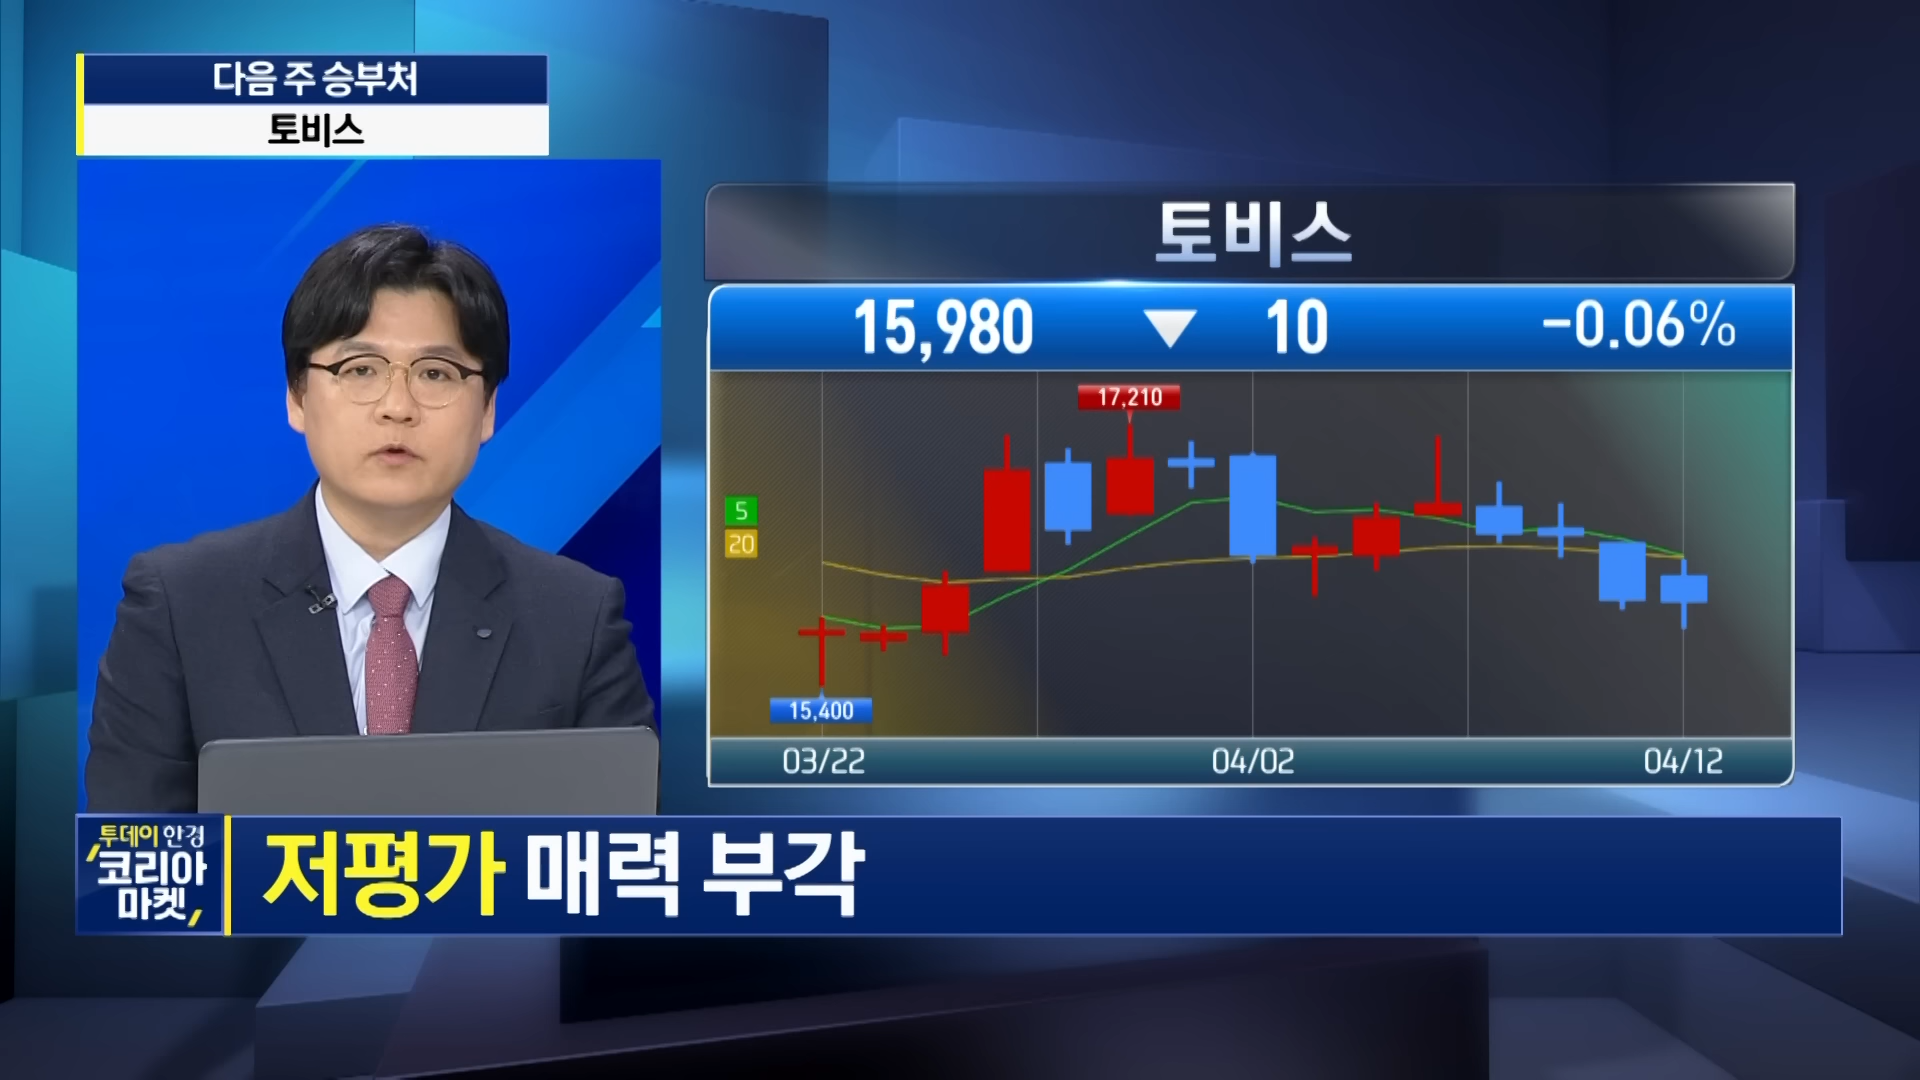 다음 주 승부처
토비스
토비스
15,980 ▼ 10 -0.06%
17,210
5
20
15,400
03/22 04/02 04/12
투데이 한경
코리아
마켓
저평가 매력 부각